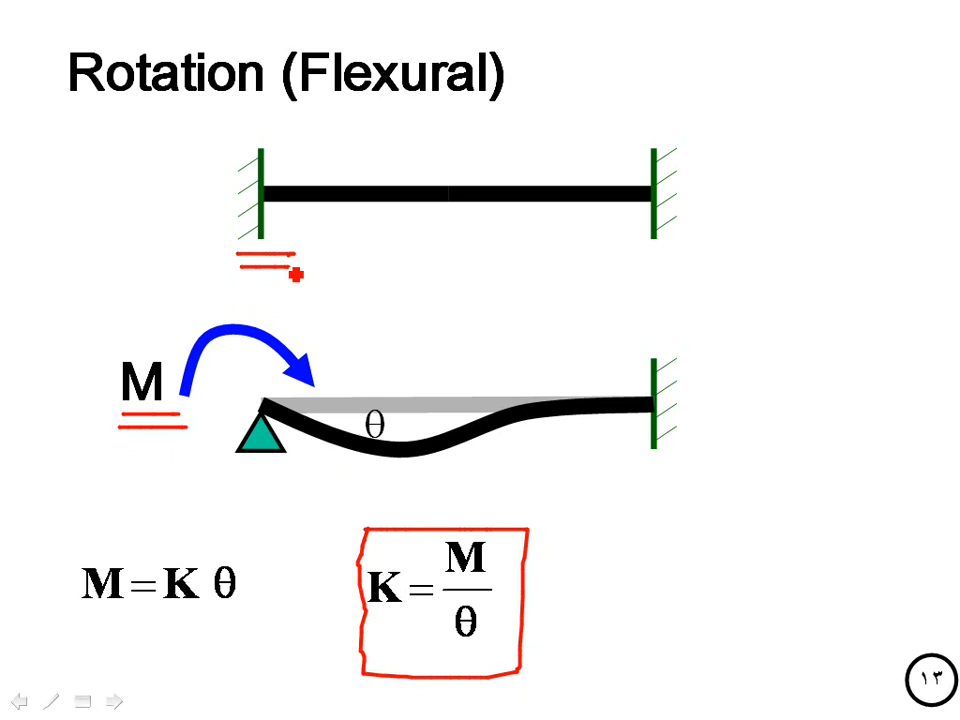 Rotation (Flexural)
M
θ
M = K θ
K = M / θ
١٣